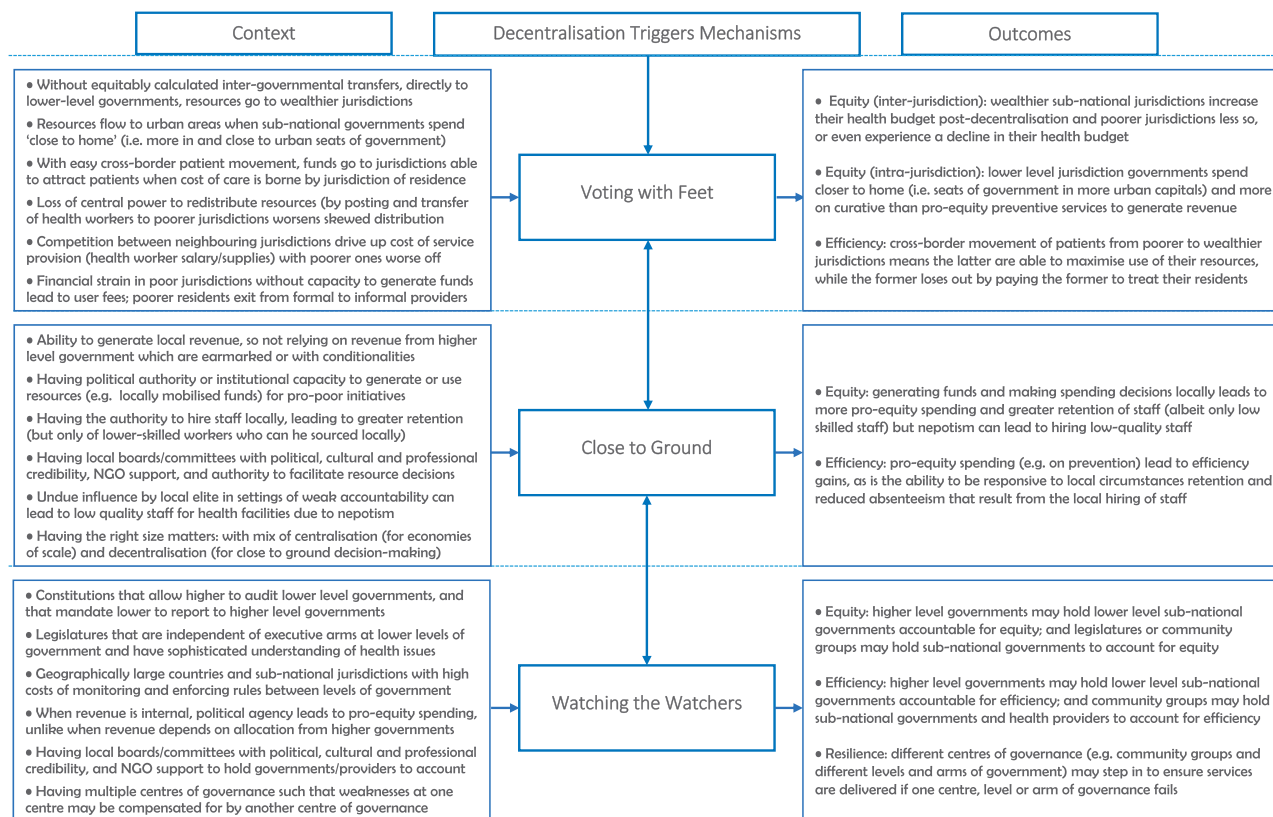 Context
Decentralisation Triggers Mechanisms
Outcomes
• Without equitably calculated inter-governmental transfers, directly to
lower-level governments, resources go to wealthier jurisdictions
• Resources flow to urban areas when sub-national governments spend
‘close to home’ (i.e. more in and close to urban seats of government)
• With easy cross-border patient movement, funds go to jurisdictions able
to attract patients when cost of care is borne by jurisdiction of residence
• Loss of central power to redistribute resources (by posting and transfer
of health workers to poorer jurisdictions worsens skewed distribution
• Competition between neighbouring jurisdictions drive up cost of service
provision (health worker salary/supplies) with poorer ones worse off
• Financial strain in poor jurisdictions without capacity to generate funds
lead to user fees; poorer residents exit from formal to informal providers
Voting with Feet
• Equity (inter-jurisdiction): wealthier sub-national jurisdictions increase
their health budget post-decentralisation and poorer jurisdictions less so,
or even experience a decline in their health budget
• Equity (intra-jurisdiction): lower level jurisdiction governments spend
closer to home (i.e. seats of government in more urban capitals) and more
on curative than pro-equity preventive services to generate revenue
• Efficiency: cross-border movement of patients from poorer to wealthier
jurisdictions means the latter are able to maximise use of their resources,
while the former loses out by paying the former to treat their residents
• Ability to generate local revenue, so not relying on revenue from higher
level government which are earmarked or with conditionalities
• Having political authority or institutional capacity to generate or use
resources (e.g. locally mobilised funds) for pro-poor initiatives
• Having the authority to hire staff locally, leading to greater retention
(but only of lower-skilled workers who can he sourced locally)
• Having local boards/committees with political, cultural and professional
credibility, NGO support, and authority to facilitate resource decisions
• Undue influence by local elite in settings of weak accountability can
lead to low quality staff for health facilities due to nepotism
• Having the right size matters: with mix of centralisation (for economies
of scale) and decentralisation (for close to ground decision-making)
Close to Ground
• Equity: generating funds and making spending decisions locally leads to
more pro-equity spending and greater retention of staff (albeit only low
skilled staff) but nepotism can lead to hiring low-quality staff
• Efficiency: pro-equity spending (e.g. on prevention) lead to efficiency
gains, as is the ability to be responsive to local circumstances retention and
reduced absenteeism that result from the local hiring of staff
• Constitutions that allow higher to audit lower level governments, and
that mandate lower to report to higher level governments
• Legislatures that are independent of executive arms at lower levels of
government and have sophisticated understanding of health issues
• Geographically large countries and sub-national jurisdictions with high
costs of monitoring and enforcing rules between levels of government
• When revenue is internal, political agency leads to pro-equity spending,
unlike when revenue depends on allocation from higher governments
• Having local boards/committees with political, cultural and professional
credibility, and NGO support to hold governments/providers to account
• Having multiple centres of governance such that weaknesses at one
centre may be compensated for by another centre of governance
Watching the Watchers
• Equity: higher level governments may hold lower level sub-national
governments accountable for equity; and legislatures or community
groups may hold sub-national governments to account for equity
• Efficiency: higher level governments may hold lower level sub-national
governments accountable for efficiency; and community groups may hold
sub-national governments and health providers to account for efficiency
• Resilience: different centres of governance (e.g. community groups and
different levels and arms of government) may step in to ensure services
are delivered if one centre, level or arm of governance fails